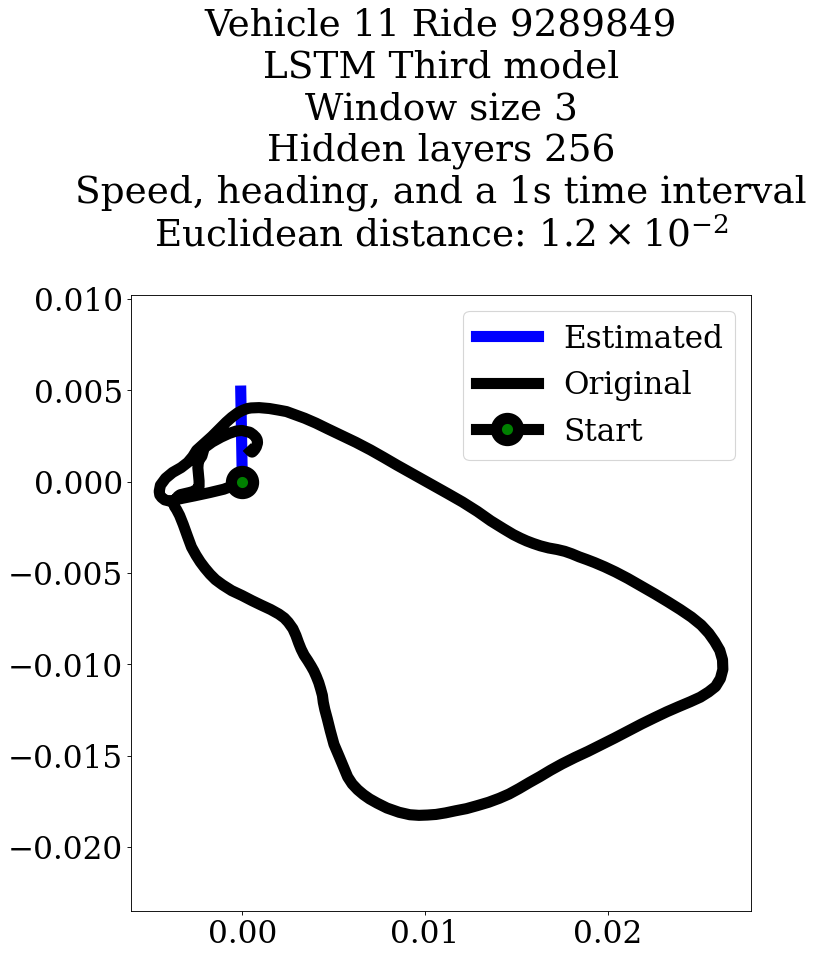 Vehicle 11 Ride 9289849
LSTM Third model
Window size 3
Hidden layers 256
Speed, heading, and a 1s time interval
Euclidean distance: 1.2 × 10⁻²
0.010
0.005
0.000
−0.005
−0.010
−0.015
−0.020
Estimated
Original
Start
0.00 0.01 0.02